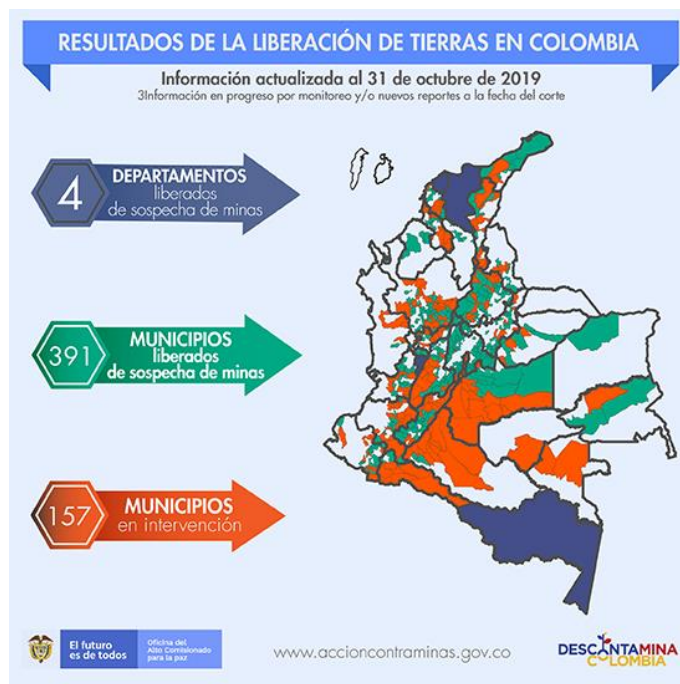 RESULTADOS DE LA LIBERACIÓN DE TIERRAS EN COLOMBIA
Información actualizada al 31 de octubre de 2019
3Información en progreso por monitoreo y/o nuevos reportes a la fecha del corte
4
DEPARTAMENTOS
liberados
de sospecha de minas
391
MUNICIPIOS
liberados
de sospecha de minas
157
MUNICIPIOS
en intervención
El futuro
es de todos
Oficina del
Alto Comisionado
para la paz
www.accioncontraminas.gov.co
DESCONTAMINA
COLOMBIA